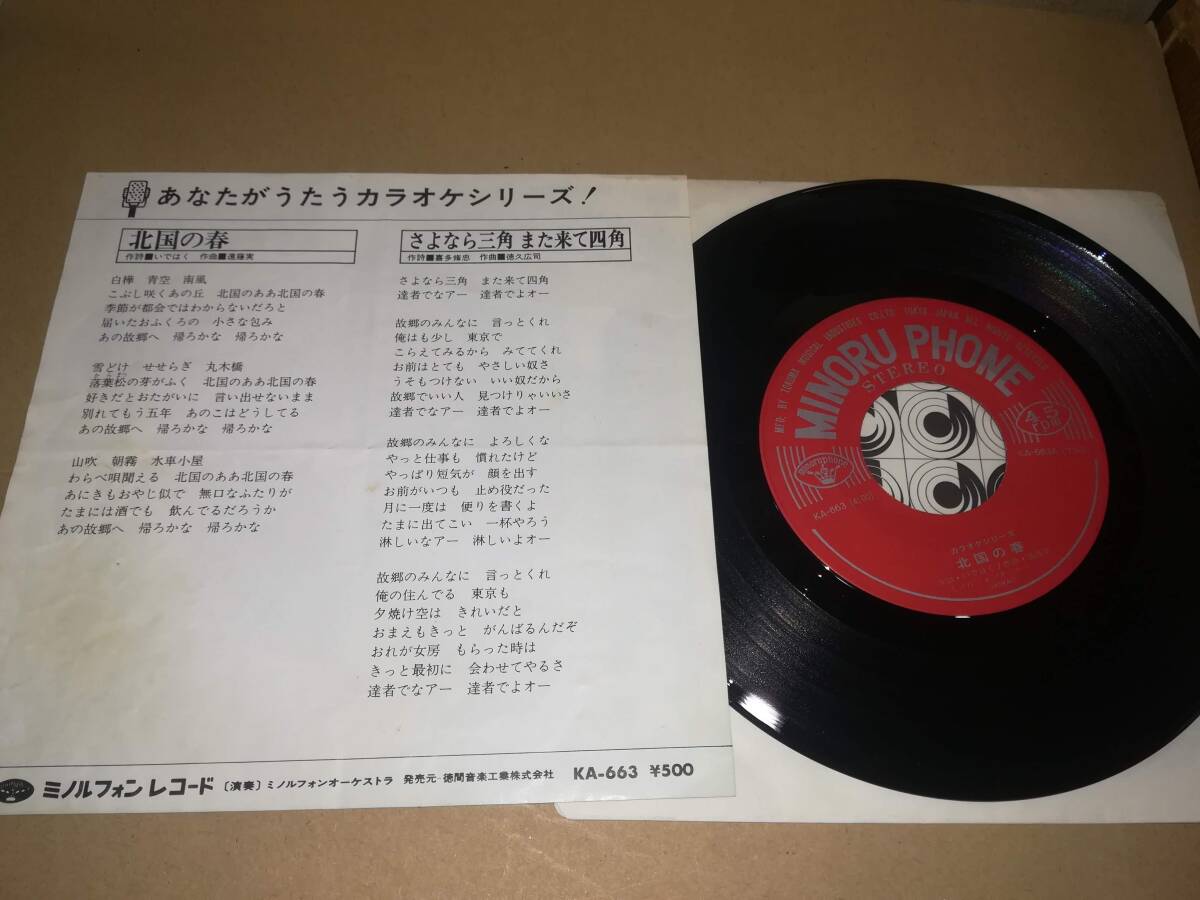 あなたがうたうカラオケシリーズ!
北国の春
作詩■いではく 作曲■遠藤実
白樺 青空 南風
こぶし咲くあの丘 北国のああ北国の春
季節が都会ではわからないだろと
届いたおふくろの 小さな包み
あの故郷へ 帰ろかな 帰ろかな
雪どけ せせらぎ 丸木橋
落葉松の芽がふく 北国のああ北国の春
好きだとおたがいに 言い出せないまま
別れてもう五年 あのこはどうしてる
あの故郷へ 帰ろかな 帰ろかな
山吹 朝霧 水車小屋
わらべ唄聞える 北国のああ北国の春
あにきもおやじ似で 無口なふたりが
たまには酒でも 飲んでるだろうか
あの故郷へ 帰ろかな 帰ろかな
さよなら三角 また来て四角
作詩■喜多條忠 作曲■徳久広司
さよなら三角 また来て四角
達者でなアー 達者でよオー
故郷のみんなに 言っとくれ
俺はも少し 東京で
こらえてみるから みててくれ
お前はとても やさしい奴さ
うそもつけない いい奴だから
故郷でいい人 見つけりゃいいさ
達者でなアー 達者でよオー
故郷のみんなに よろしくな
やっと仕事も 慣れたけど
やっぱり短気が 顔を出す
お前がいつも 止め役だった
月に一度は 便りを書くよ
たまに出てこい 一杯やろう
淋しいなアー 淋しいよオー
故郷のみんなに 言っとくれ
俺の住んでる 東京も
夕焼け空は きれいだと
おまえもきっと がんばるんだぞ
おれが女房 もらった時は
きっと最初に 会わせてやるさ
達者でなアー 達者でよオー
ミノルフォン レコード 〔演奏〕ミノルフォンオーケストラ 発売元-徳間音楽工業株式会社 KA-663 ¥500
MFD. BY TOKUMA MUSICAL INDUSTRIES CO., LTD. TOKYO JAPAN ALL RIGHTS RESERVED
MINORU PHONE
STEREO
45
rpm
minoruphone
KA-663
カラオケシリーズ
北国の春